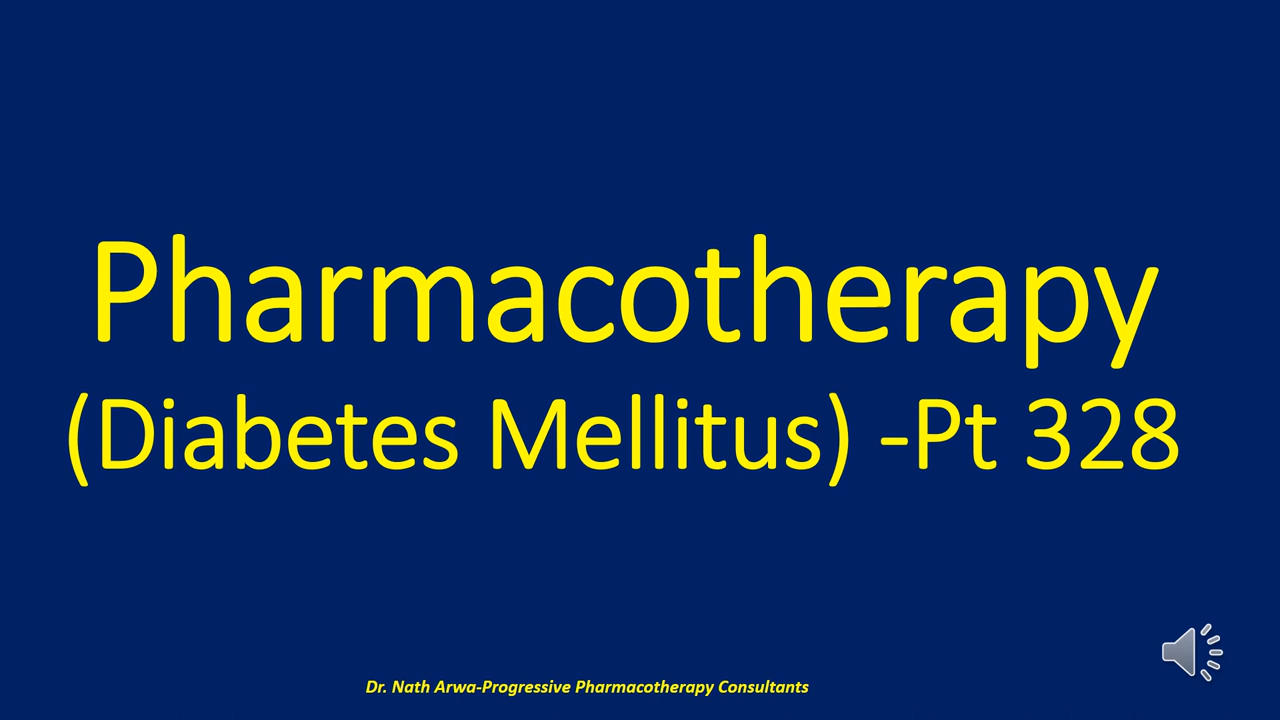 Pharmacotherapy
(Diabetes Mellitus) -Pt 328
Dr. Nath Arwa-Progressive Pharmacotherapy Consultants